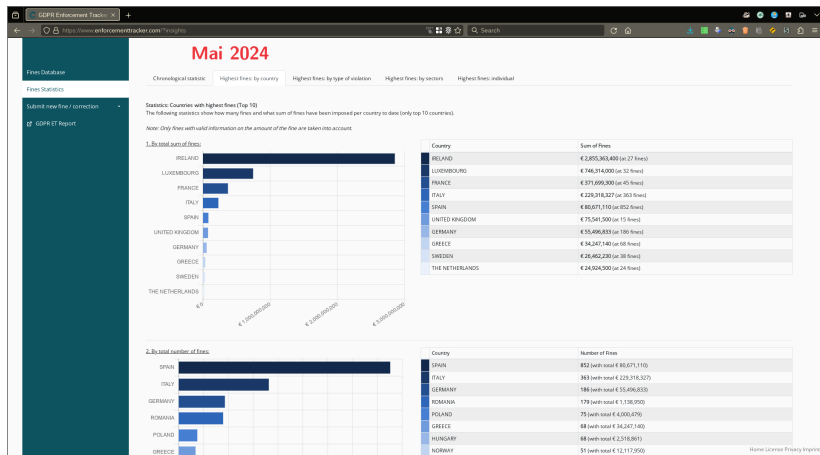 GDPR Enforcement Tracker
https://www.enforcementtracker.com/?insights
Search
Mai 2024
Fines Database
Fines Statistics
Submit new fine / correction
GDPR ET Report
Chronological statistic
Highest fines: by country
Highest fines: by type of violation
Highest fines: by sectors
Highest fines: individual
Statistics: Countries with highest fines (Top 10)
The following statistics show how many fines and what sum of fines have been imposed per country to date (only top 10 countries).
Note: Only fines with valid information on the amount of the fine are taken into account.
1. By total sum of fines:
IRELAND
LUXEMBOURG
FRANCE
ITALY
SPAIN
UNITED KINGDOM
GERMANY
GREECE
SWEDEN
THE NETHERLANDS
€ 0
€ 1,000,000,000
€ 2,000,000,000
€ 3,000,000,000
Country Sum of Fines
IRELAND € 2,855,363,400 (at 27 fines)
LUXEMBOURG € 746,314,000 (at 32 fines)
FRANCE € 371,699,300 (at 45 fines)
ITALY € 229,318,327 (at 363 fines)
SPAIN € 80,671,110 (at 852 fines)
UNITED KINGDOM € 75,541,500 (at 15 fines)
GERMANY € 55,496,833 (at 186 fines)
GREECE € 34,247,140 (at 68 fines)
SWEDEN € 26,462,230 (at 38 fines)
THE NETHERLANDS € 24,924,500 (at 24 fines)
2. By total number of fines:
SPAIN
ITALY
GERMANY
ROMANIA
POLAND
GREECE
Country Number of Fines
SPAIN 852 (with total € 80,671,110)
ITALY 363 (with total € 229,318,327)
GERMANY 186 (with total € 55,496,833)
ROMANIA 179 (with total € 1,138,950)
POLAND 75 (with total € 4,000,479)
GREECE 68 (with total € 34,247,140)
HUNGARY 68 (with total € 2,518,861)
NORWAY 51 (with total € 12,117,950)
Home License Privacy Imprint